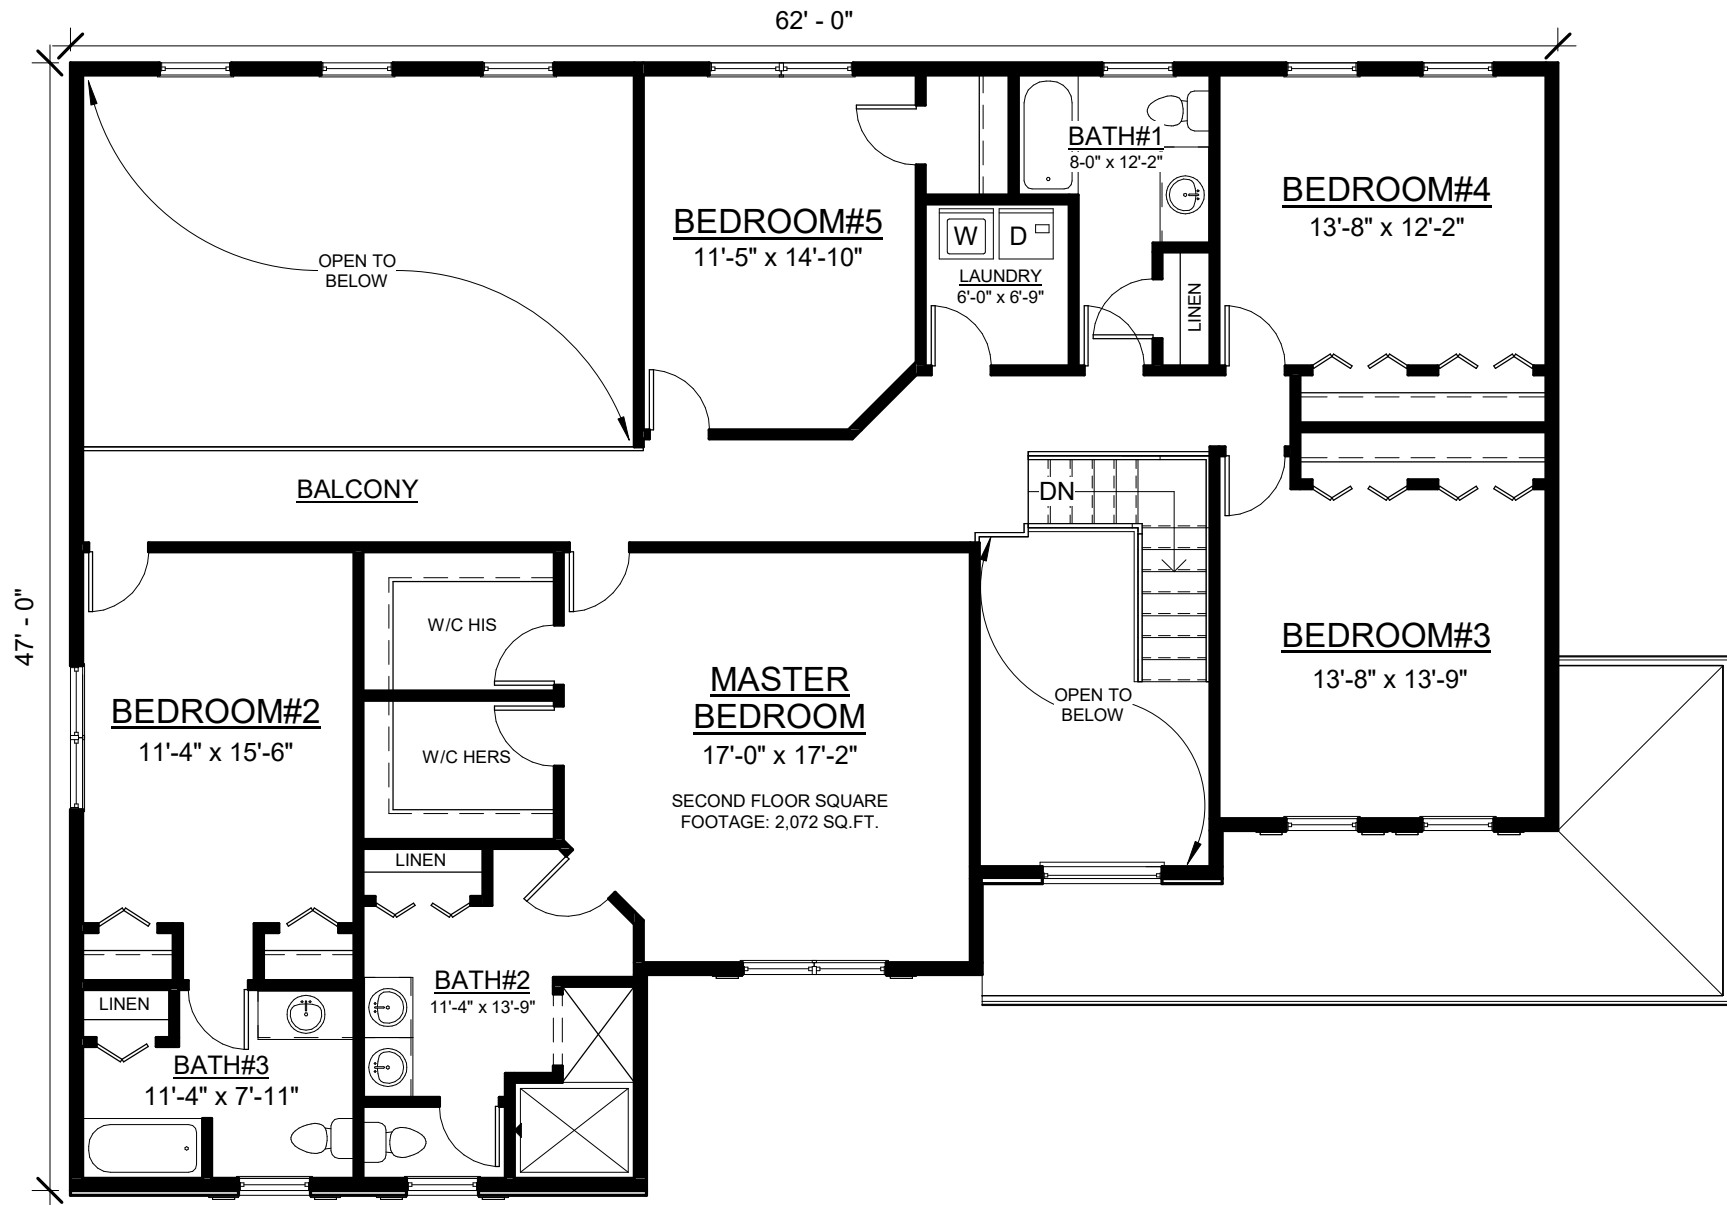 62' - 0"
BATH#1
8-0" x 12'-2"
BEDROOM#4
13'-8" x 12'-2"
BEDROOM#5
11'-5" x 14'-10"
W
D
OPEN TO
BELOW
LAUNDRY
6'-0" x 6'-9"
LINEN
BALCONY
DN
47' - 0"
W/C HIS
BEDROOM#3
13'-8" x 13'-9"
MASTER
BEDROOM
17'-0" x 17'-2"
SECOND FLOOR SQUARE
FOOTAGE: 2,072 SQ.FT.
OPEN TO
BELOW
BEDROOM#2
11'-4" x 15'-6"
W/C HERS
LINEN
BATH#2
11'-4" x 13'-9"
LINEN
BATH#3
11'-4" x 7'-11"